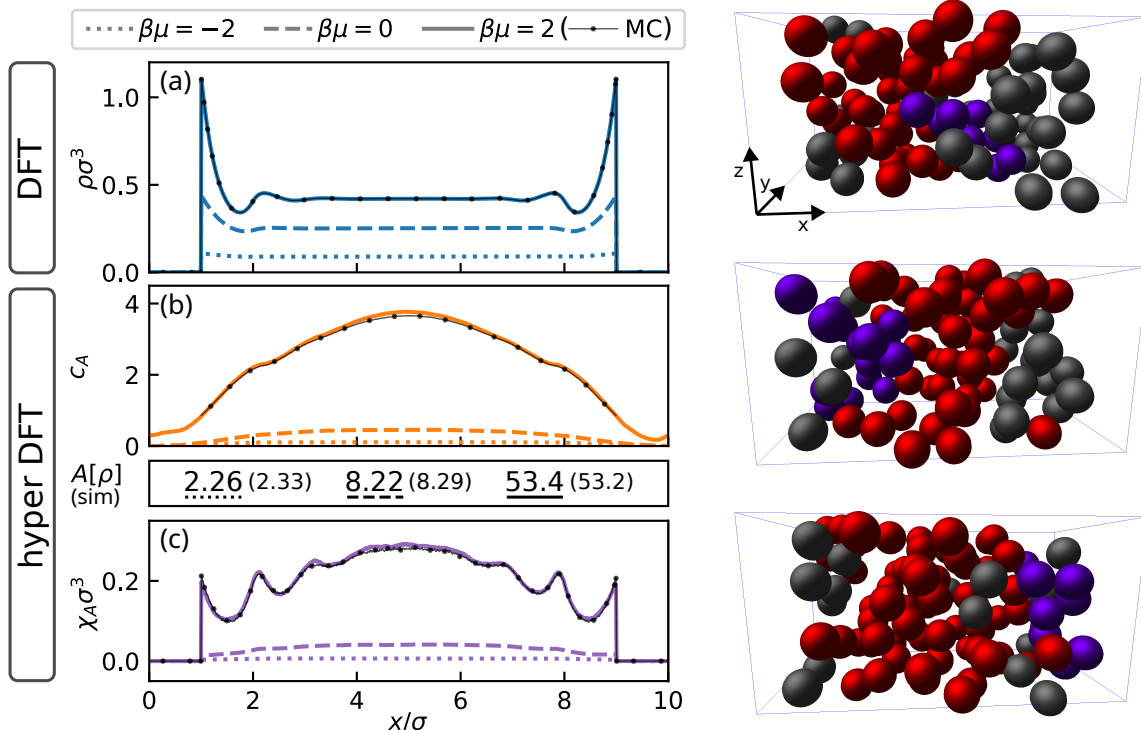 βμ = −2 βμ = 0 βμ = 2 ( MC)
DFT
(a)
ρσ³
1.0
0.5
0.0
hyper DFT
(b)
c_A
4
2
0
A[ρ]
(sim)
2.26 (2.33) 8.22 (8.29) 53.4 (53.2)
(c)
χ_Aσ³
0.2
0.0
0 2 4 6 8 10
x/σ
z
y
x